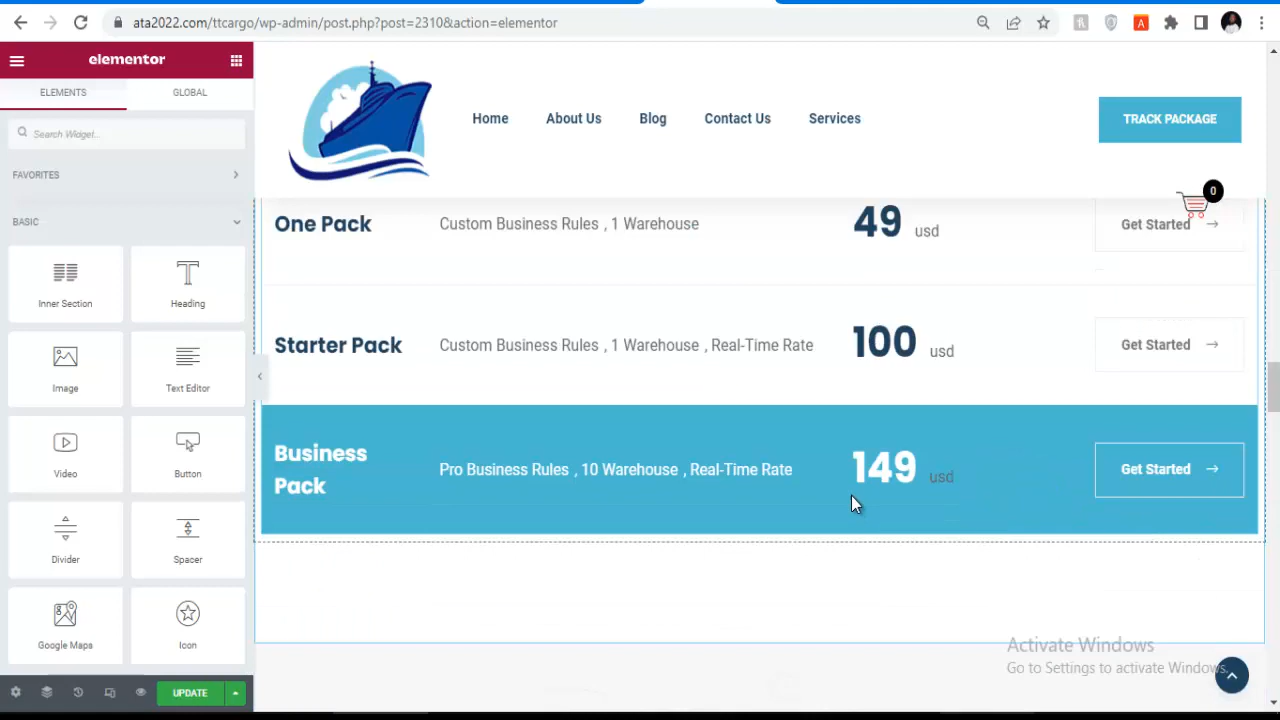 ata2022.com/ttcargo/wp-admin/post.php?post=2310&action=elementor
elementor
ELEMENTS GLOBAL
Search Widget...
FAVORITES
BASIC
Inner Section Heading
Image Text Editor
Video Button
Divider Spacer
Google Maps Icon
UPDATE
Home About Us Blog Contact Us Services
TRACK PACKAGE
0
One Pack Custom Business Rules , 1 Warehouse 49 usd Get Started
Starter Pack Custom Business Rules , 1 Warehouse , Real-Time Rate 100 usd Get Started
Business
Pack
Pro Business Rules , 10 Warehouse , Real-Time Rate 149 usd Get Started
Activate Windows
Go to Settings to activate Windows.